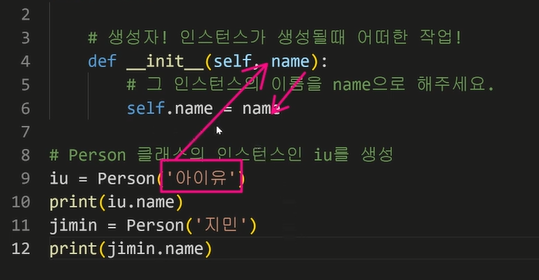 2
3 # 생성자! 인스턴스가 생성될때 어떠한 작업!
4 def __init__(self, name):
5 # 그 인스턴스의 이름을 name으로 해주세요.
6 self.name = name
7
8 # Person 클래스의 인스턴스인 iu를 생성
9 iu = Person('아이유')
10 print(iu.name)
11 jimin = Person('지민')
12 print(jimin.name)